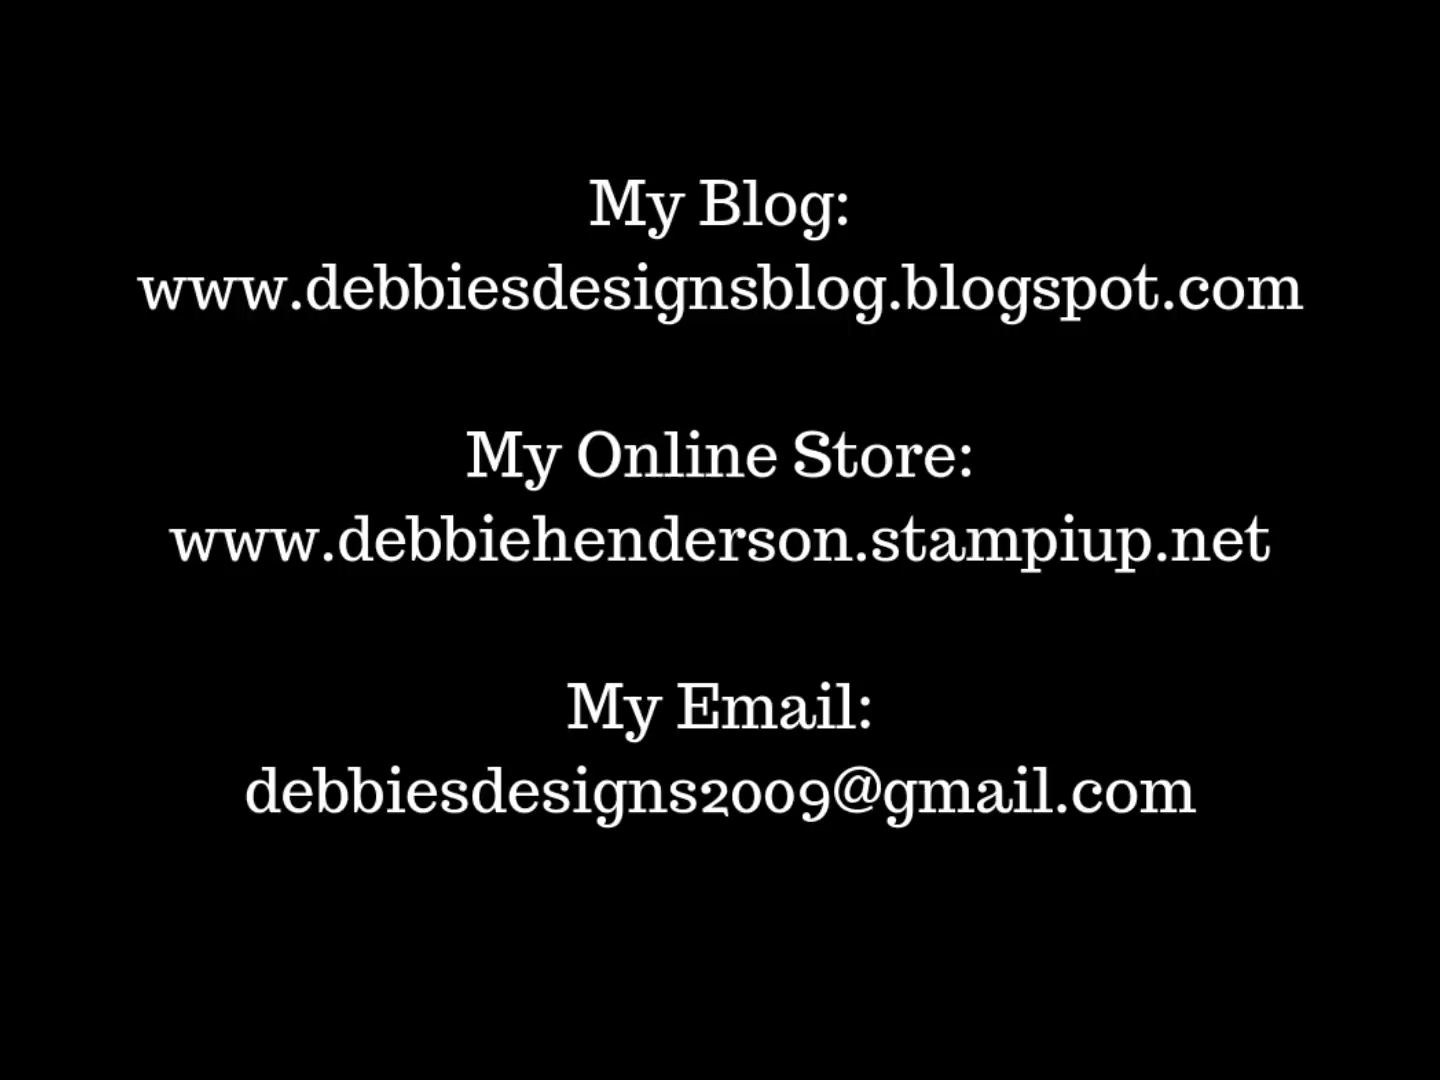 My Blog:
www.debbiesdesignsblog.blogspot.com
My Online Store:
www.debbiehenderson.stampiup.net
My Email:
debbiesdesigns2009@gmail.com